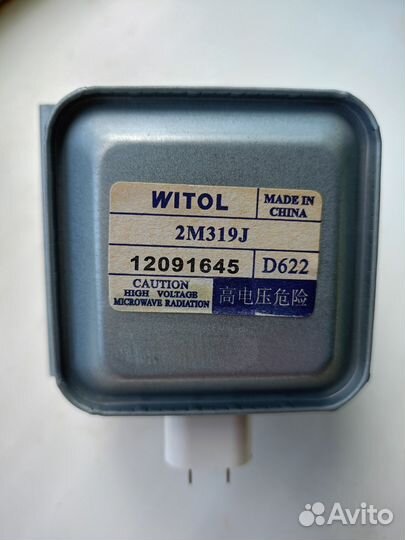 WITOL
MADE IN
CHINA
2M319J
12091645
D622
CAUTION
HIGH VOLTAGE
MICROWAVE RADIATION
高电压危险
Avito